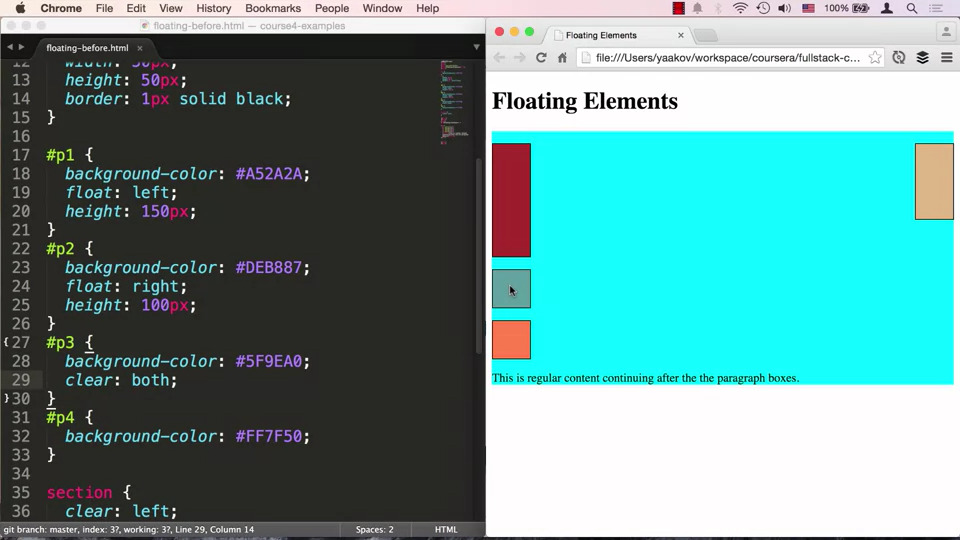 Chrome File Edit View History Bookmarks People Window Help 100%
floating-before.html — course4-examples
floating-before.html ×
12 width: 50px;
13 height: 50px;
14 border: 1px solid black;
15 }
16
17 #p1 {
18 background-color: #A52A2A;
19 float: left;
20 height: 150px;
21 }
22 #p2 {
23 background-color: #DEB887;
24 float: right;
25 height: 100px;
26 }
27 #p3 {
28 background-color: #5F9EA0;
29 clear: both;
30 }
31 #p4 {
32 background-color: #FF7F50;
33 }
34
35 section {
36 clear: left;
git branch: master, index: 3?, working: 3?, Line 29, Column 14 Spaces: 2 HTML
Floating Elements ×
file:///Users/yaakov/workspace/coursera/fullstack-c...
Floating Elements
This is regular content continuing after the the paragraph boxes.